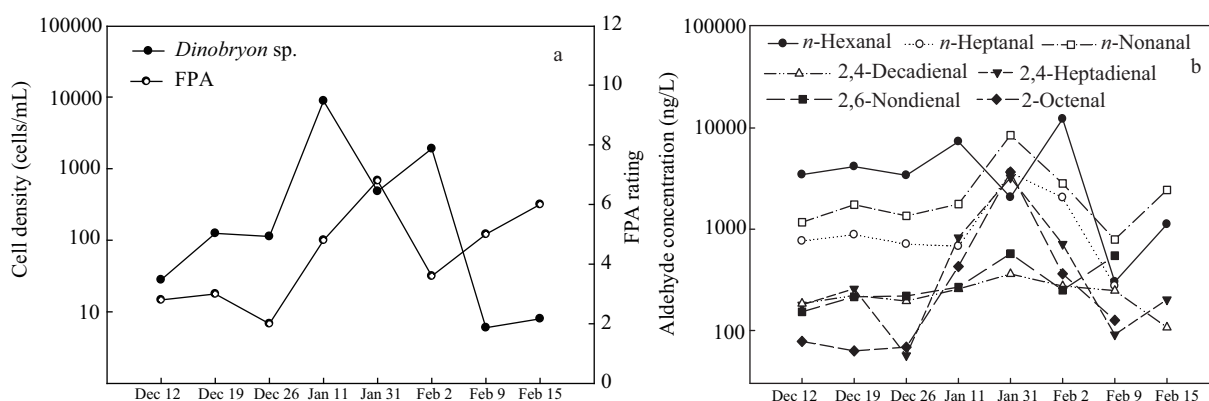 100000
10000
1000
100
10
Cell density (cells/mL)
Dinobryon sp.
FPA
a
12
10
8
6
4
2
0
FPA rating
Dec 12 Dec 19 Dec 26 Jan 11 Jan 31 Feb 2 Feb 9 Feb 15
100000
10000
1000
100
Aldehyde concentration (ng/L)
n-Hexanal n-Heptanal n-Nonanal
2,4-Decadienal 2,4-Heptadienal
b
2,6-Nondienal 2-Octenal
Dec 12 Dec 19 Dec 26 Jan 11 Jan 31 Feb 2 Feb 9 Feb 15